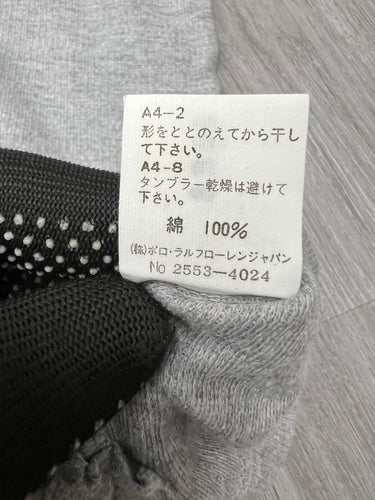 A4-2
形をととのえてから干し
て下さい。
A4-8
タンブラー乾燥は避けて
下さい。
綿 100%
(株)ポロ・ラルフローレンジャパン
No 2553-4024